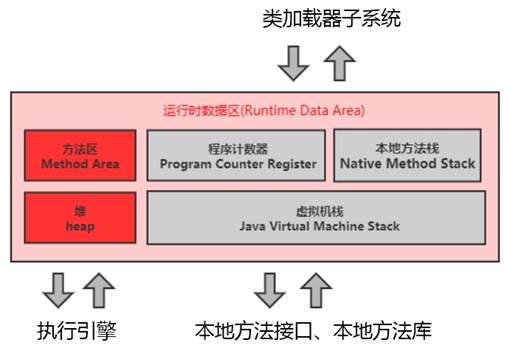 类加载器子系统
运行时数据区(Runtime Data Area)
方法区
Method Area
程序计数器
Program Counter Register
本地方法栈
Native Method Stack
堆
heap
虚拟机栈
Java Virtual Machine Stack
执行引擎
本地方法接口、本地方法库